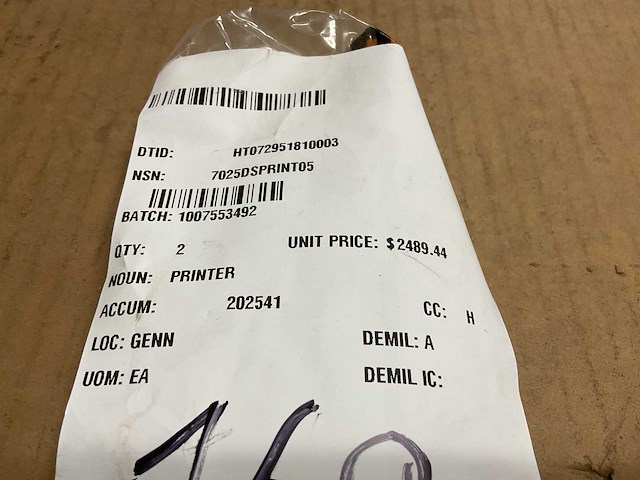 DTID: HT072951810003
NSN: 7025DSPRINT05
BATCH: 1007553492
QTY: 2 UNIT PRICE: $2489.44
NOUN: PRINTER
ACCUM: 202541 CC: H
LOC: GENN DEMIL: A
UOM: EA DEMIL IC: